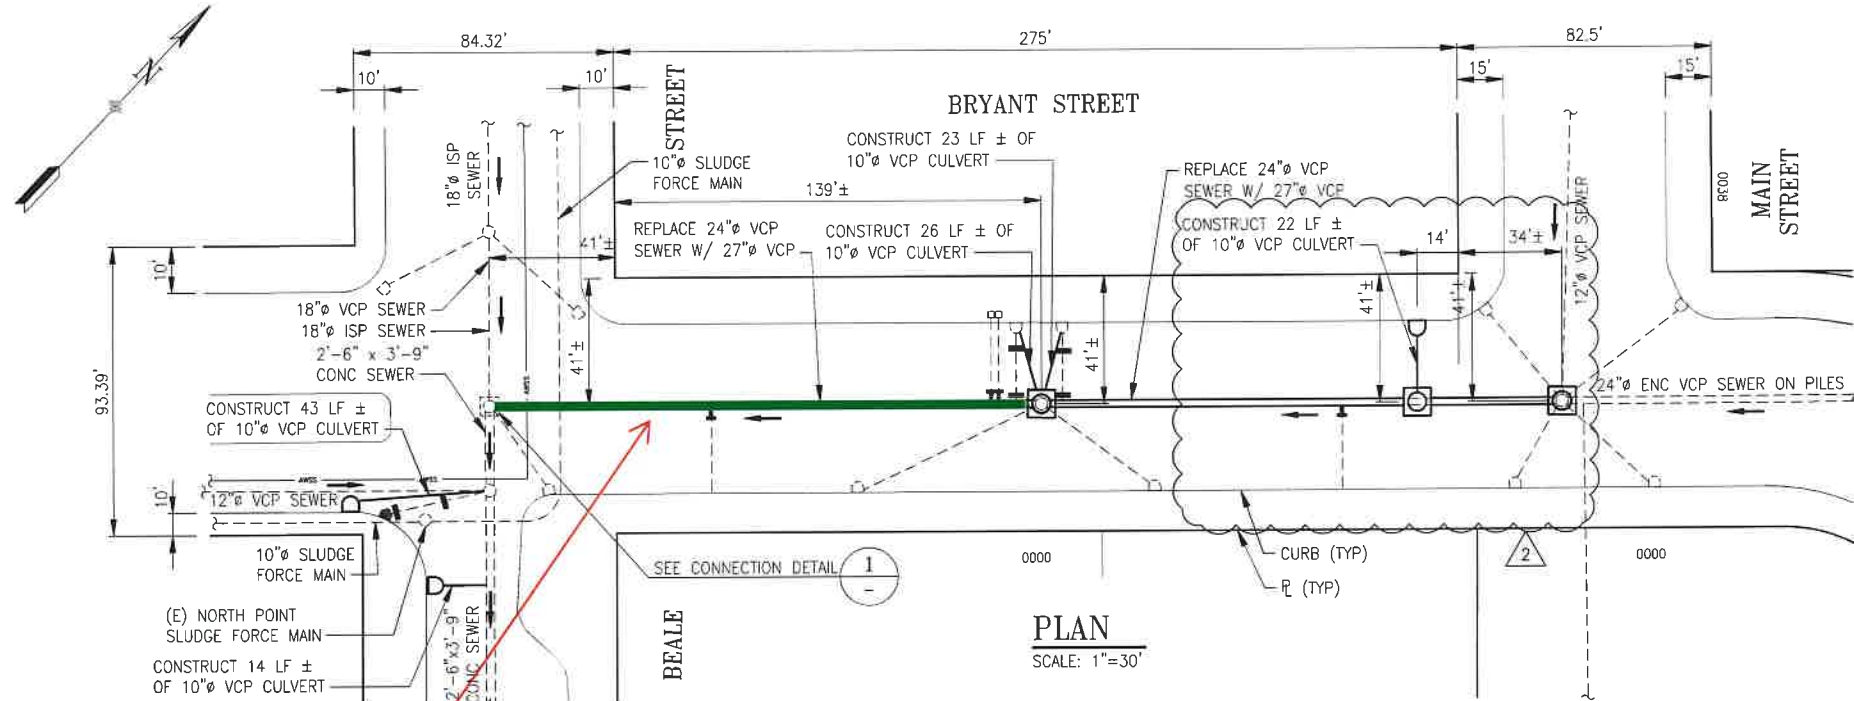 N
84.32'
275'
82.5'
10'
10'
15'
15'
STREET
BRYANT STREET
MAIN
STREET
0038
18"ø ISP
SEWER
10"ø SLUDGE
FORCE MAIN
CONSTRUCT 23 LF ± OF
10"ø VCP CULVERT
139'±
REPLACE 24"ø VCP
SEWER W/ 27"ø VCP
REPLACE 24"ø VCP
SEWER W/ 27"ø VCP
CONSTRUCT 26 LF ± OF
10"ø VCP CULVERT
CONSTRUCT 22 LF ±
OF 10"ø VCP CULVERT
14'
34'±
12"ø VCP SEWER
41'±
10'
93.39'
18"ø VCP SEWER
18"ø ISP SEWER
2'-6" x 3'-9"
CONC SEWER
41'±
41'±
41'±
41'±
AWSS
24"ø ENC VCP SEWER ON PILES
CONSTRUCT 43 LF ±
OF 10"ø VCP CULVERT
AWSS
10'
12"ø VCP SEWER
10"ø SLUDGE
FORCE MAIN
SEE CONNECTION DETAIL
1
-
0000
CURB (TYP)
PL (TYP)
2
0000
(E) NORTH POINT
SLUDGE FORCE MAIN
CONSTRUCT 14 LF ±
OF 10"ø VCP CULVERT
2'-6"x3'-9"
CONC SEWER
BEALE
PLAN
SCALE: 1"=30'